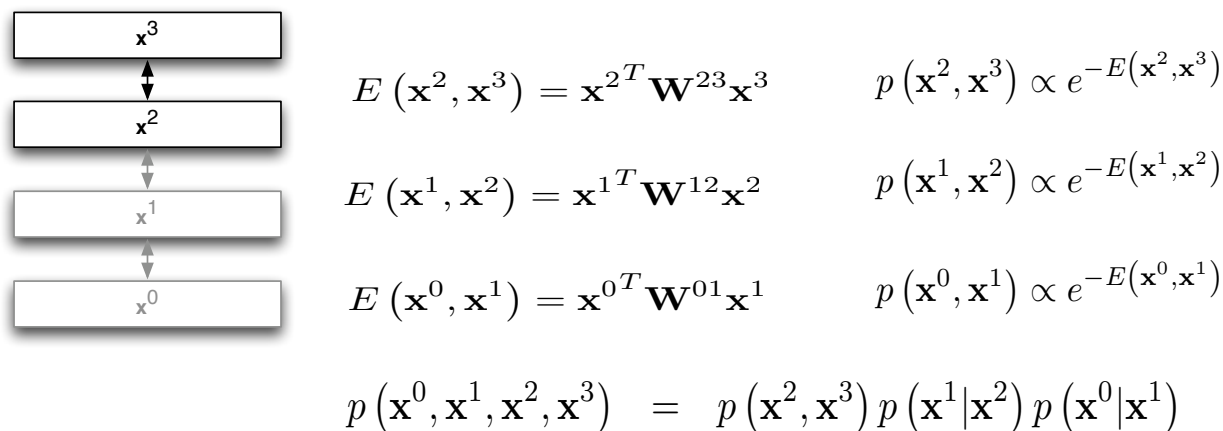 x³
x²
x¹
x⁰
E (x², x³) = x²ᵀ W²³ x³
p (x², x³) ∝ e^{−E(x²,x³)}
E (x¹, x²) = x¹ᵀ W¹² x²
p (x¹, x²) ∝ e^{−E(x¹,x²)}
E (x⁰, x¹) = x⁰ᵀ W⁰¹ x¹
p (x⁰, x¹) ∝ e^{−E(x⁰,x¹)}
p (x⁰, x¹, x², x³) = p (x², x³) p (x¹|x²) p (x⁰|x¹)